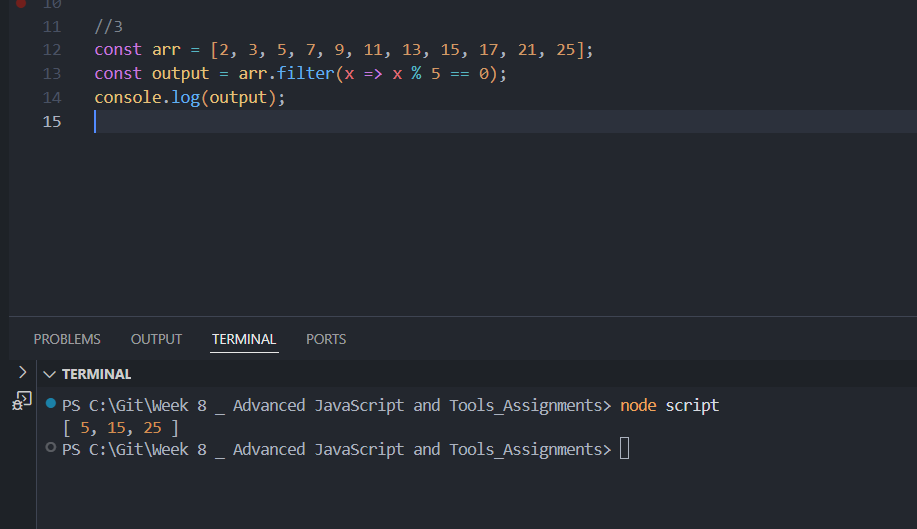 10
11 //3
12 const arr = [2, 3, 5, 7, 9, 11, 13, 15, 17, 21, 25];
13 const output = arr.filter(x => x % 5 == 0);
14 console.log(output);
15
PROBLEMS OUTPUT TERMINAL PORTS
TERMINAL
PS C:\Git\Week 8 _ Advanced JavaScript and Tools_Assignments> node script
[ 5, 15, 25 ]
PS C:\Git\Week 8 _ Advanced JavaScript and Tools_Assignments>